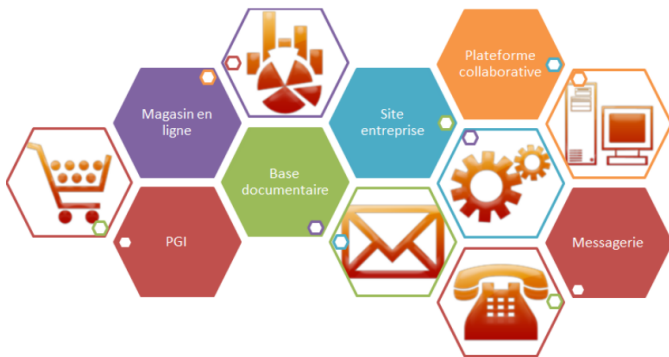 Plateforme
collaborative
Magasin en
ligne
Site
entreprise
Base
documentaire
PGI
Messagerie